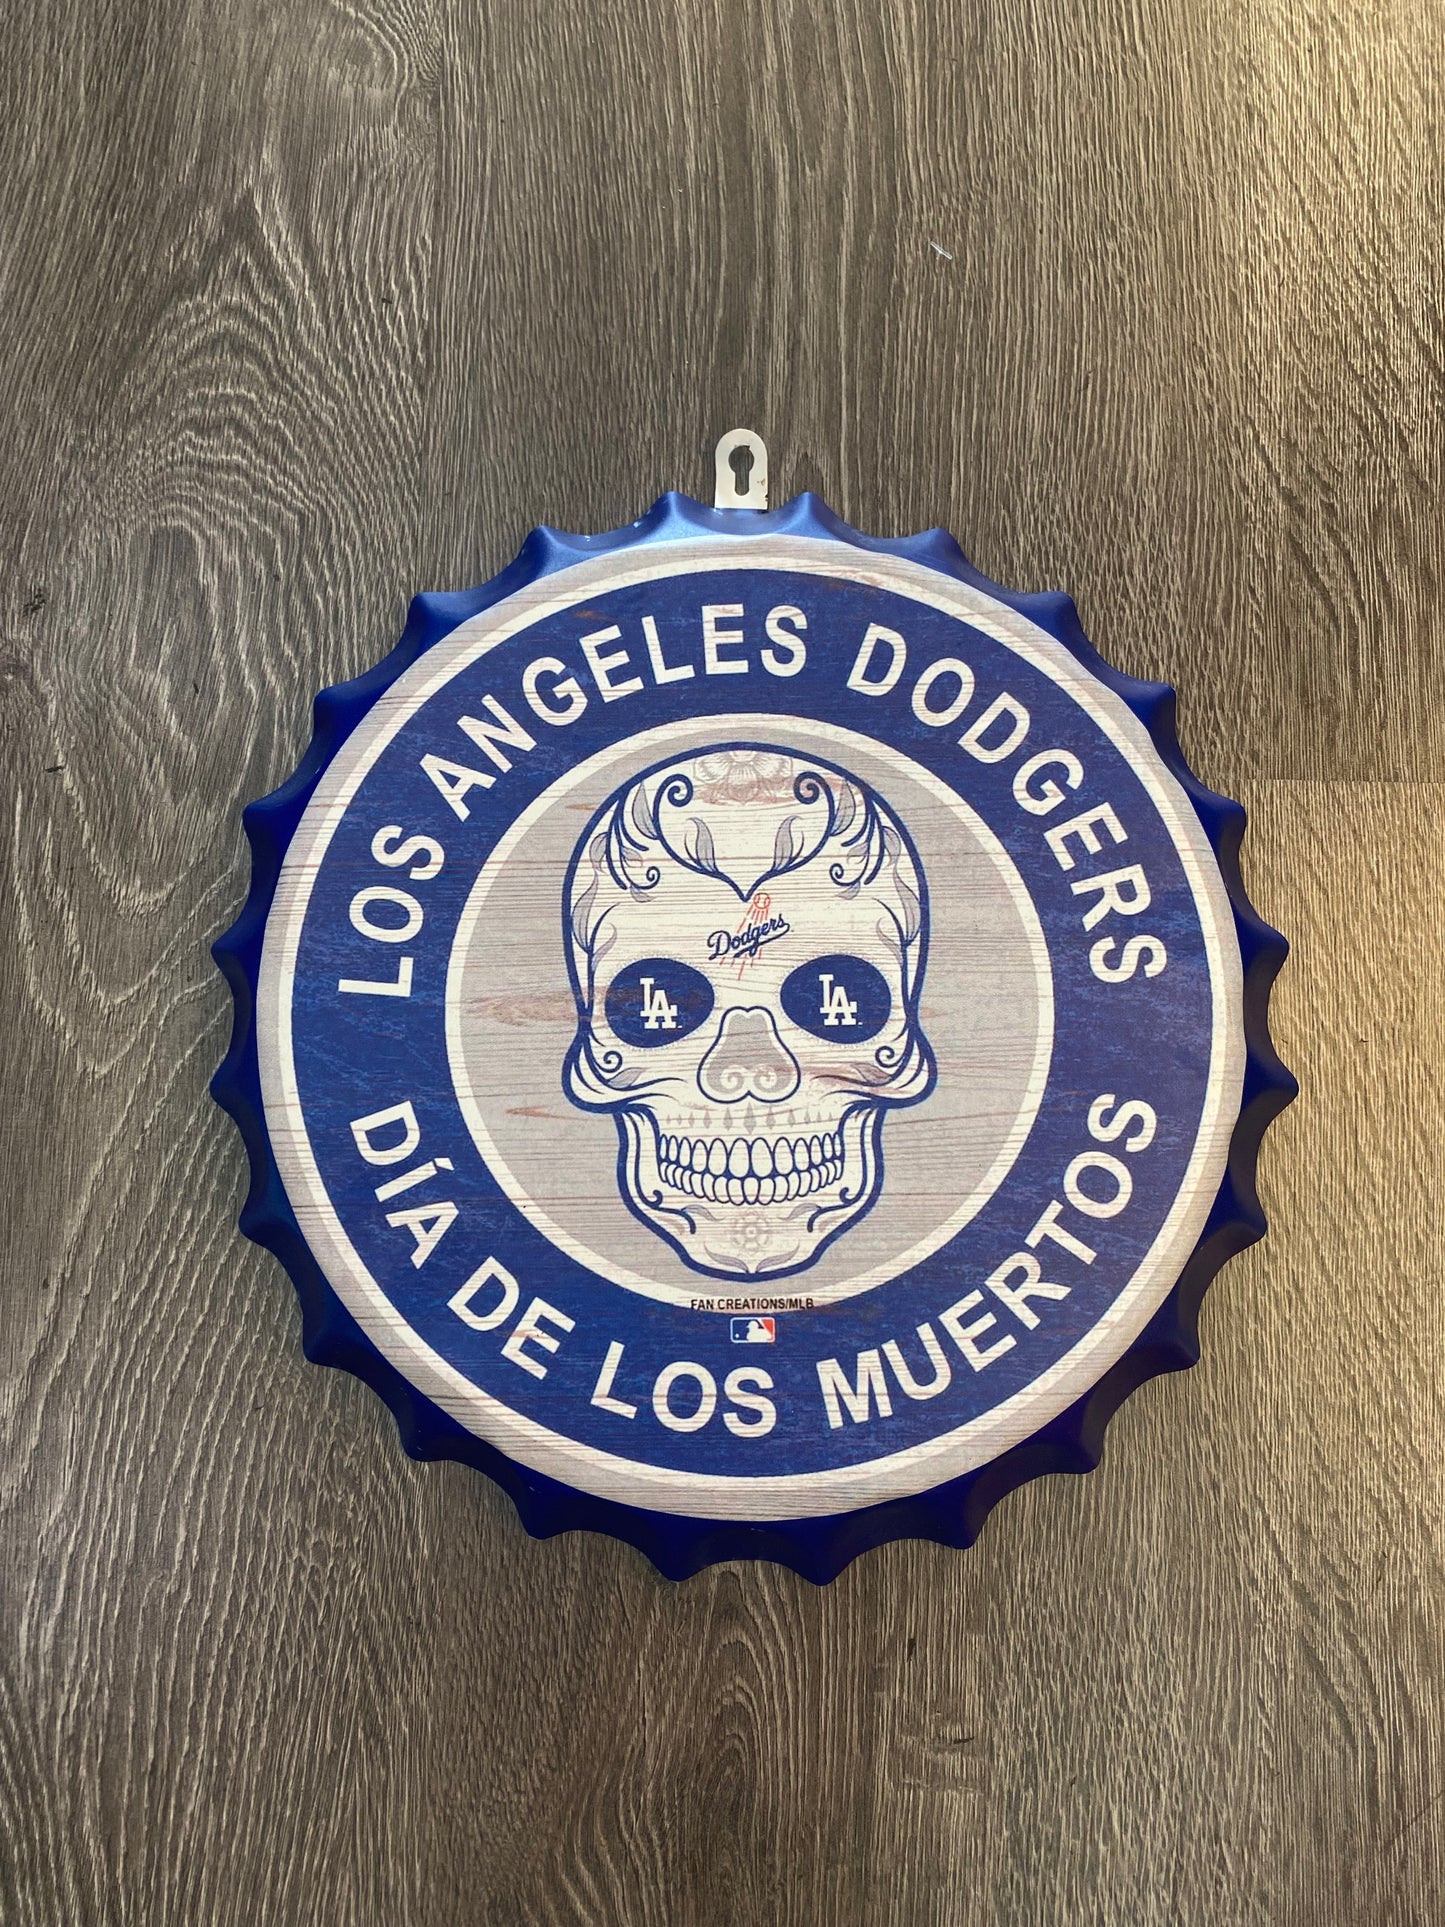 LOS ANGELES DODGERS
Dodgers
LA
LA
FAN CREATIONS/MLB
DÍA DE LOS MUERTOS